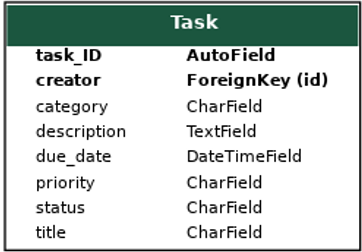 Task
task_ID AutoField
creator ForeignKey (id)
category CharField
description TextField
due_date DateTimeField
priority CharField
status CharField
title CharField